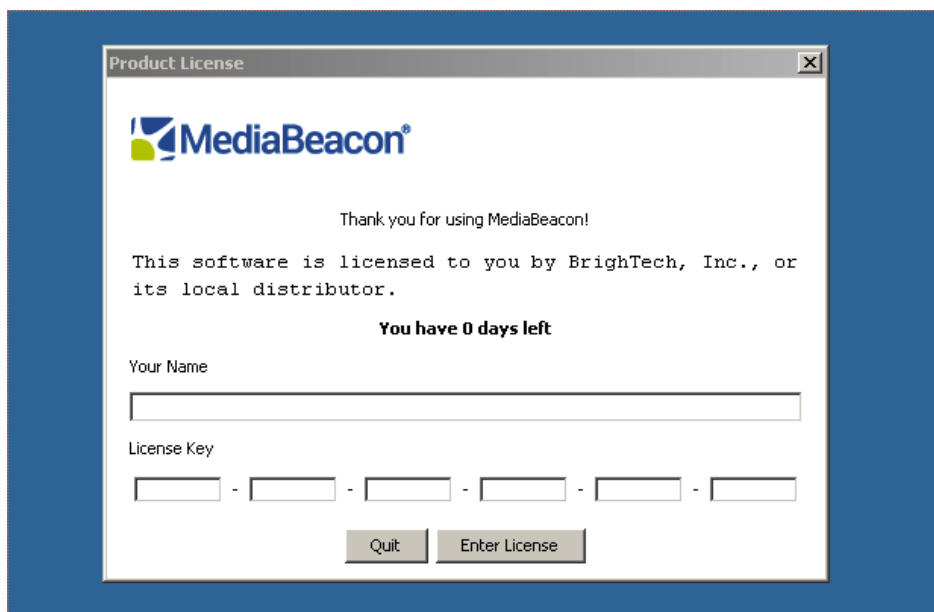 Product License
MediaBeacon®
Thank you for using MediaBeacon!
This software is licensed to you by BrighTech, Inc., or
its local distributor.
You have 0 days left
Your Name
License Key
- - - - -
Quit Enter License